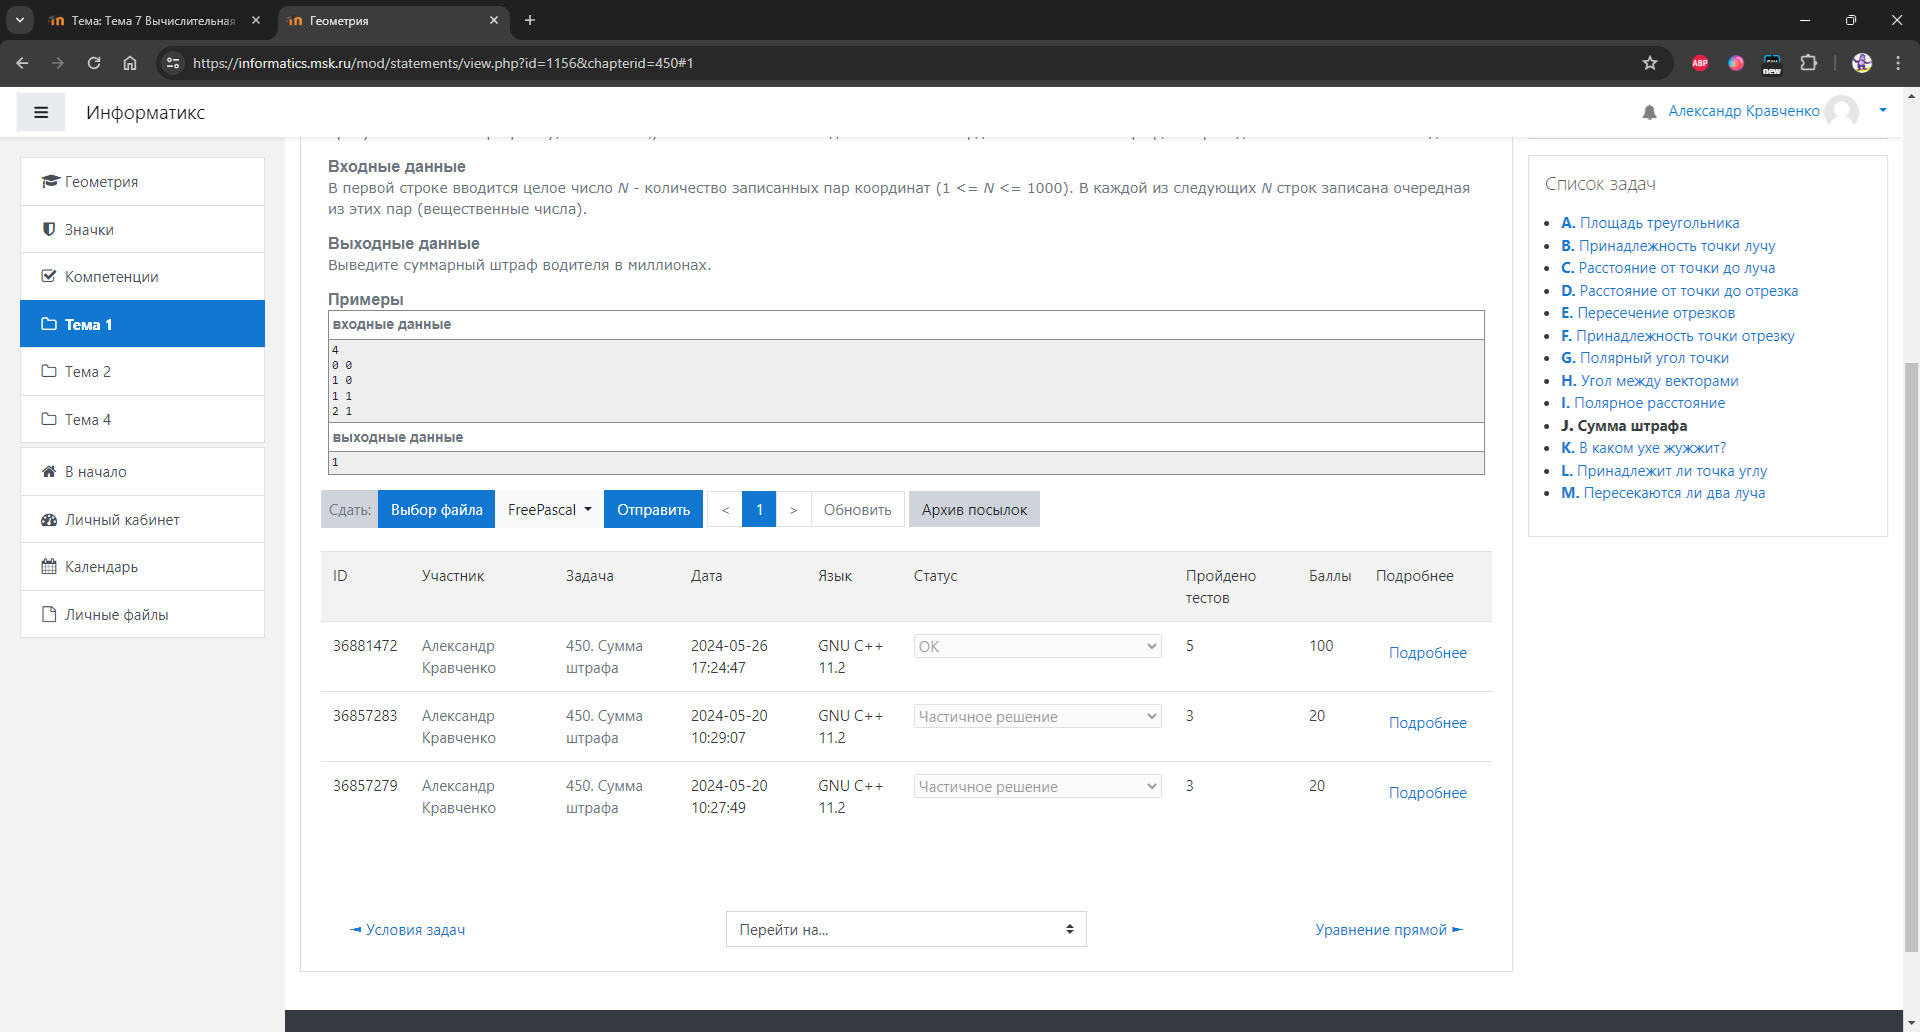 Тема: Тема 7 Вычислительная
Геометрия
https://informatics.msk.ru/mod/statements/view.php?id=1156&chapterid=450#1
ABP
new
Информатикс
Александр Кравченко
Геометрия
Значки
Компетенции
Тема 1
Тема 2
Тема 4
В начало
Личный кабинет
Календарь
Личные файлы
Входные данные
В первой строке вводится целое число N - количество записанных пар координат (1 <= N <= 1000). В каждой из следующих N строк записана очередная
из этих пар (вещественные числа).
Выходные данные
Выведите суммарный штраф водителя в миллионах.
Примеры
входные данные
4
0 0
1 0
1 1
2 1
выходные данные
1
Сдать: Выбор файла FreePascal Отправить < 1 > Обновить Архив посылок
ID Участник Задача Дата Язык Статус Пройдено тестов Баллы Подробнее
36881472 Александр Кравченко 450. Сумма штрафа 2024-05-26 17:24:47 GNU C++ 11.2 OK 5 100 Подробнее
36857283 Александр Кравченко 450. Сумма штрафа 2024-05-20 10:29:07 GNU C++ 11.2 Частичное решение 3 20 Подробнее
36857279 Александр Кравченко 450. Сумма штрафа 2024-05-20 10:27:49 GNU C++ 11.2 Частичное решение 3 20 Подробнее
◄ Условия задач
Перейти на...
Уравнение прямой ►
Список задач
A. Площадь треугольника
B. Принадлежность точки лучу
C. Расстояние от точки до луча
D. Расстояние от точки до отрезка
E. Пересечение отрезков
F. Принадлежность точки отрезку
G. Полярный угол точки
H. Угол между векторами
I. Полярное расстояние
J. Сумма штрафа
K. В каком ухе жужжит?
L. Принадлежит ли точка углу
M. Пересекаются ли два луча